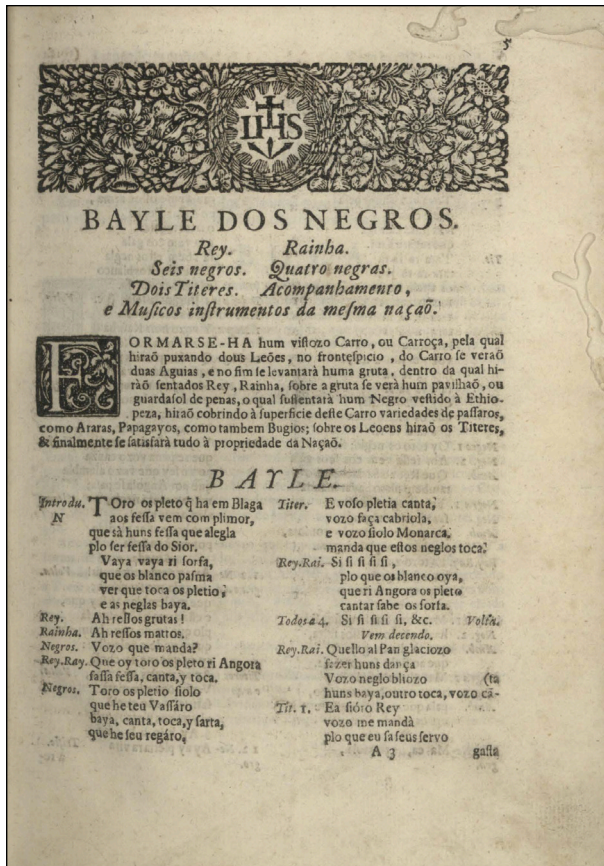 5
IHS
BAYLE DOS NEGROS.
Rey. Rainha.
Seis negros. Quatro negras.
Dois Titeres. Acompanhamento,
e Musicos inſtrumentos da meſma naçaõ.
FORMARSE-HA hum viſtozo Carro, ou Carroça, pela qual
hiraõ puxando dous Leões, no fronteſpicio, do Carro ſe veraõ
duas Aguias, e no fim ſe levantarà huma gruta, dentro da qual hi-
ràõ ſentados Rey, Rainha, ſobre a gruta ſe verà hum pavilhaõ, ou
guardaſol de penas, o qual ſuſtentarà hum Negro veſtido à Ethio-
peza, hiraõ cobrindo à ſuperficie deſte Carro variedades de paſſaros,
como Araras, Papagayos, como tambem Bugios; ſobre os Leoens hiraõ os Titeres,
& finalmente ſe ſatisfarà tudo à propriedade da Naçaõ.
BAYLE.
Introdu. TOro os pleto q̃ ha em Blaga
N aos feſſa vem com plimor,
que sà huns feſſa que alegla
plo ſer feſſa do Sior.
Vaya vaya ri ſorfa,
que os blanco paſma
ver que toca os pletio,
e as neglas baya.
Rey. Ah reſſos grutas!
Rainha. Ah reſſos mattos.
Negros. Vozo que manda?
Rey.Ray. Que oy toro os pleto ri Angora
faſſa feſſa, canta, y toca.
Negros. Toro os pletio ſiolo
que he teu Vaſſáro
baya, canta, toca, y ſarta,
que he ſeu regáro,
Titer. E voſo pletia canta,
vozo faça cabriola,
e vozo ſiolo Monarca,
manda que eſtos neglos toca.
Rey.Rai. Si ſi ſi ſi ſi,
plo que os blanco oya,
que ri Angora os pleto
cantar ſabe os ſorfa.
Todos a 4. Si ſi ſi ſi ſi, &c. Volta.
Vem decendo.
Rey.Rai. Quello al Pan glaciozo
fezer huns dança
Vozo neglo bliozo (ta
huns baya, outro toca, vozo cã-
Tit. 1. Ea ſióro Rey
vozo me mandà
plo que eu ſa ſeus ſervo
A 3 gaſta